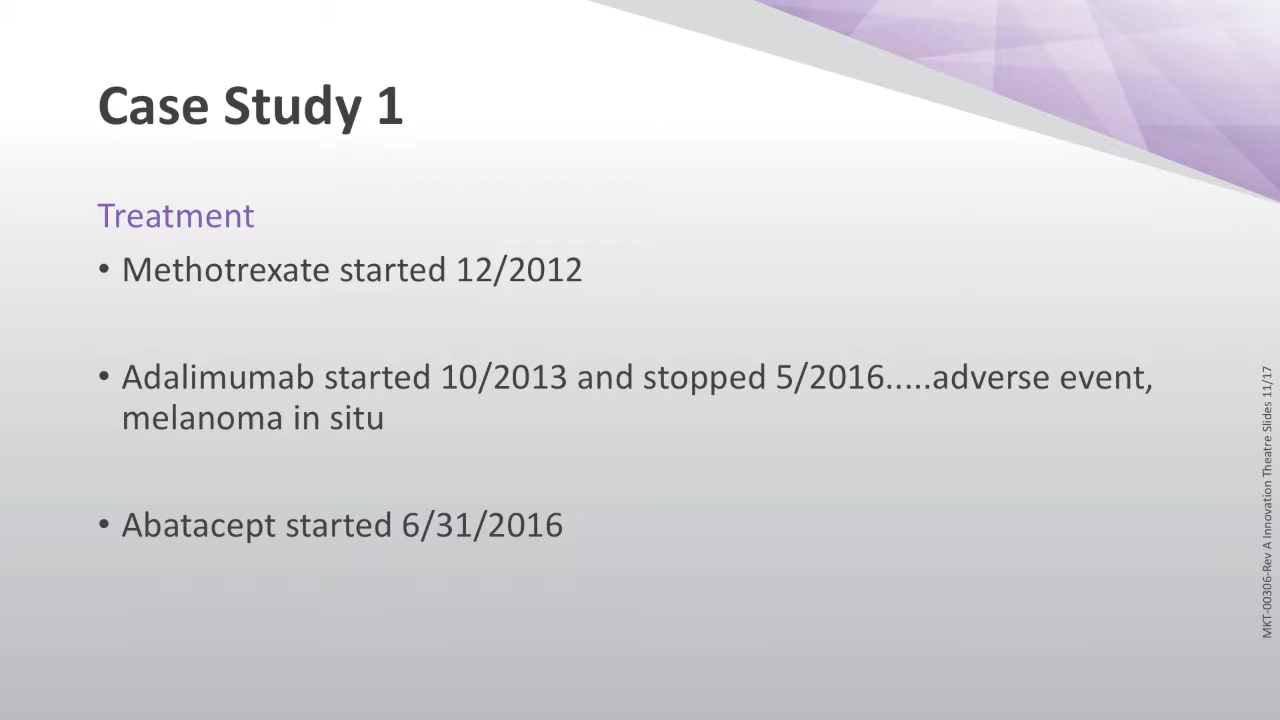 Case Study 1
Treatment
• Methotrexate started 12/2012
• Adalimumab started 10/2013 and stopped 5/2016.....adverse event,
melanoma in situ
• Abatacept started 6/31/2016
MKT-00306-Rev A Innovation Theatre Slides 11/17